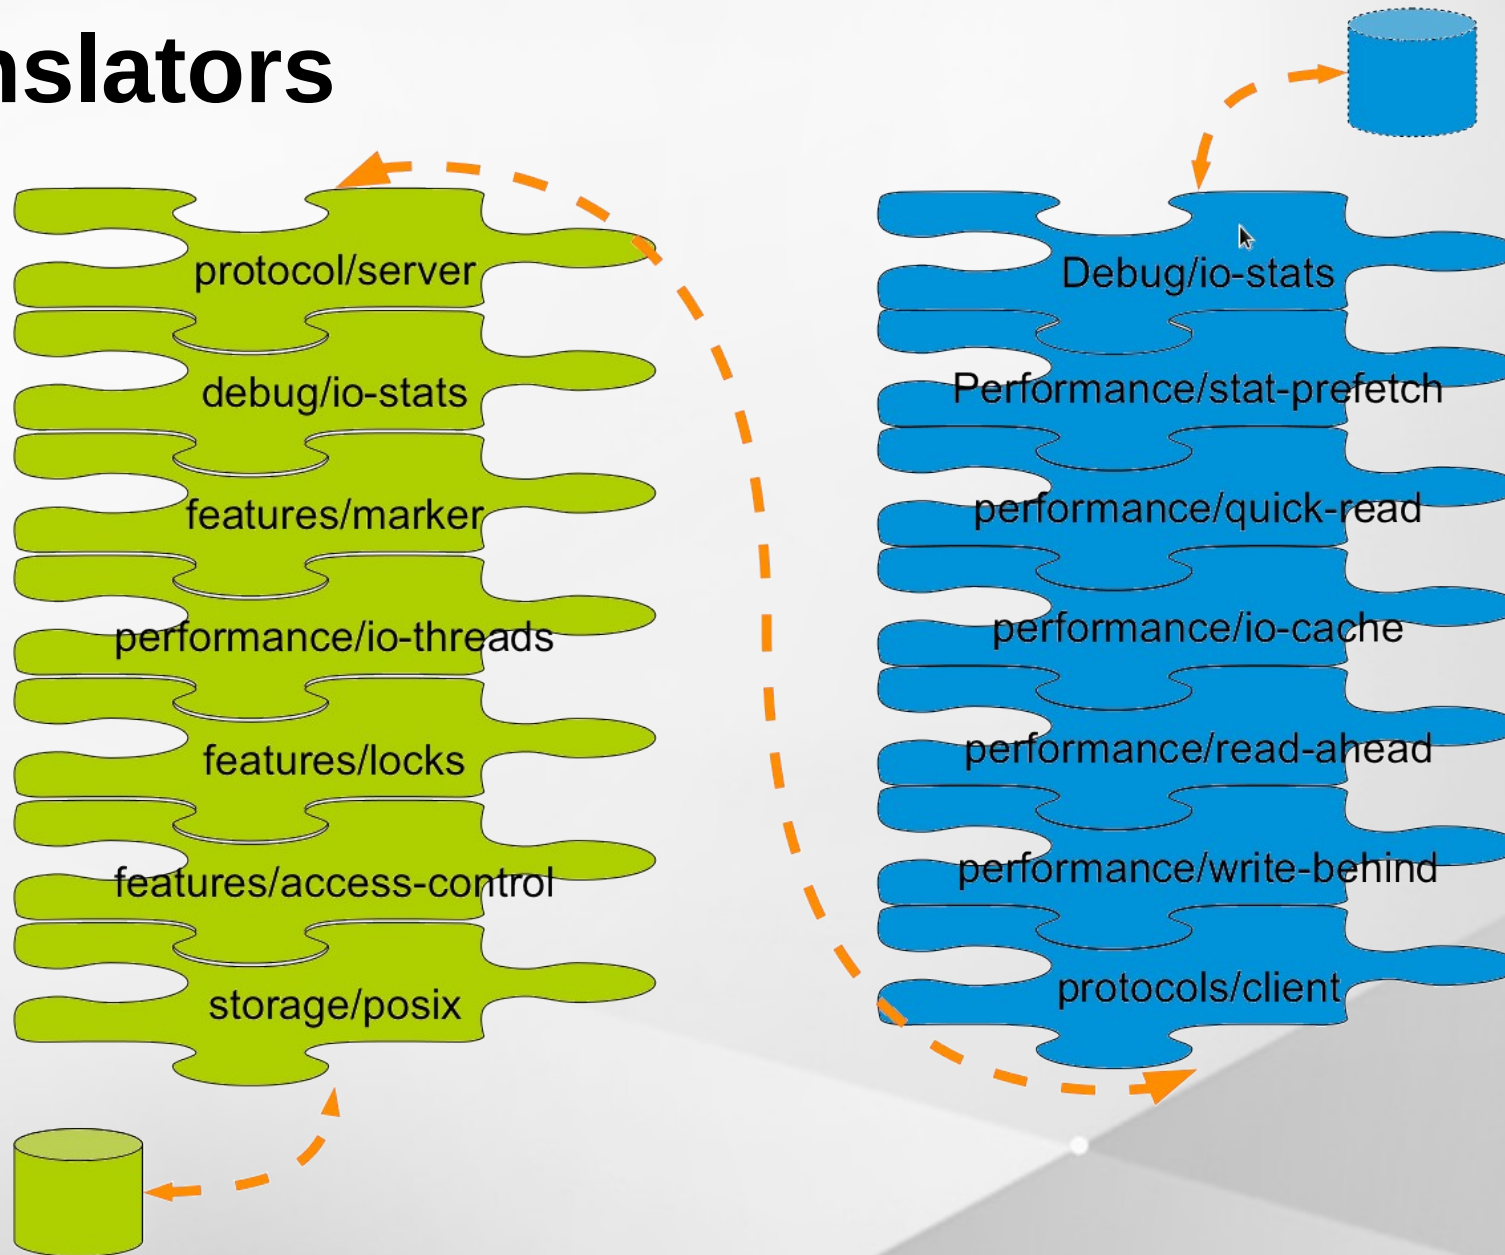 nslators
protocol/server
debug/io-stats
features/marker
performance/io-threads
features/locks
features/access-control
storage/posix
Debug/io-stats
Performance/stat-prefetch
performance/quick-read
performance/io-cache
performance/read-ahead
performance/write-behind
protocols/client